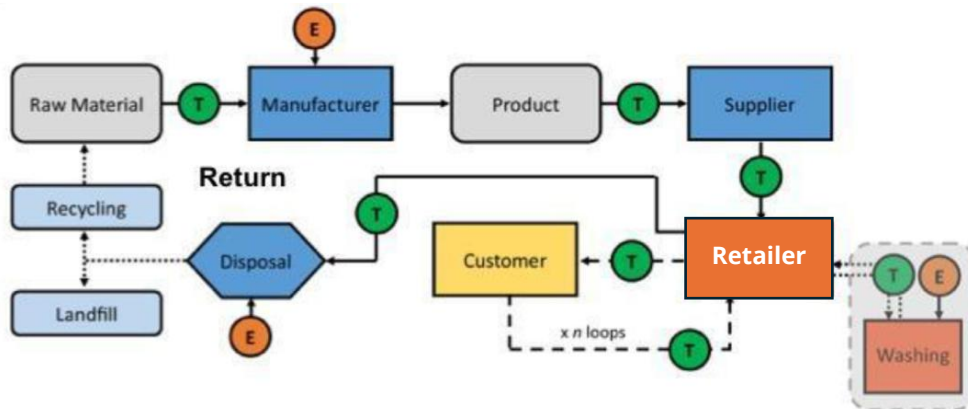 E
Raw Material
T
Manufacturer
Product
T
Supplier
Return
T
Recycling
T
Disposal
Customer
T
Retailer
T
E
Landfill
E
x n loops
T
Washing